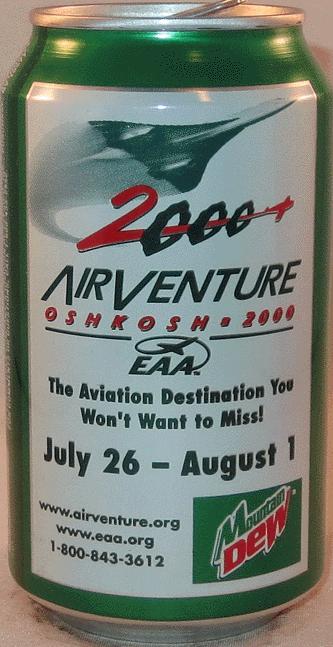 2000+
AIRVENTURE
OSHKOSH ▪ 2000
EAA.
The Aviation Destination You
Won't Want to Miss!
July 26 – August 1
www.airventure.org
www.eaa.org
1-800-843-3612
Mountain
Dew